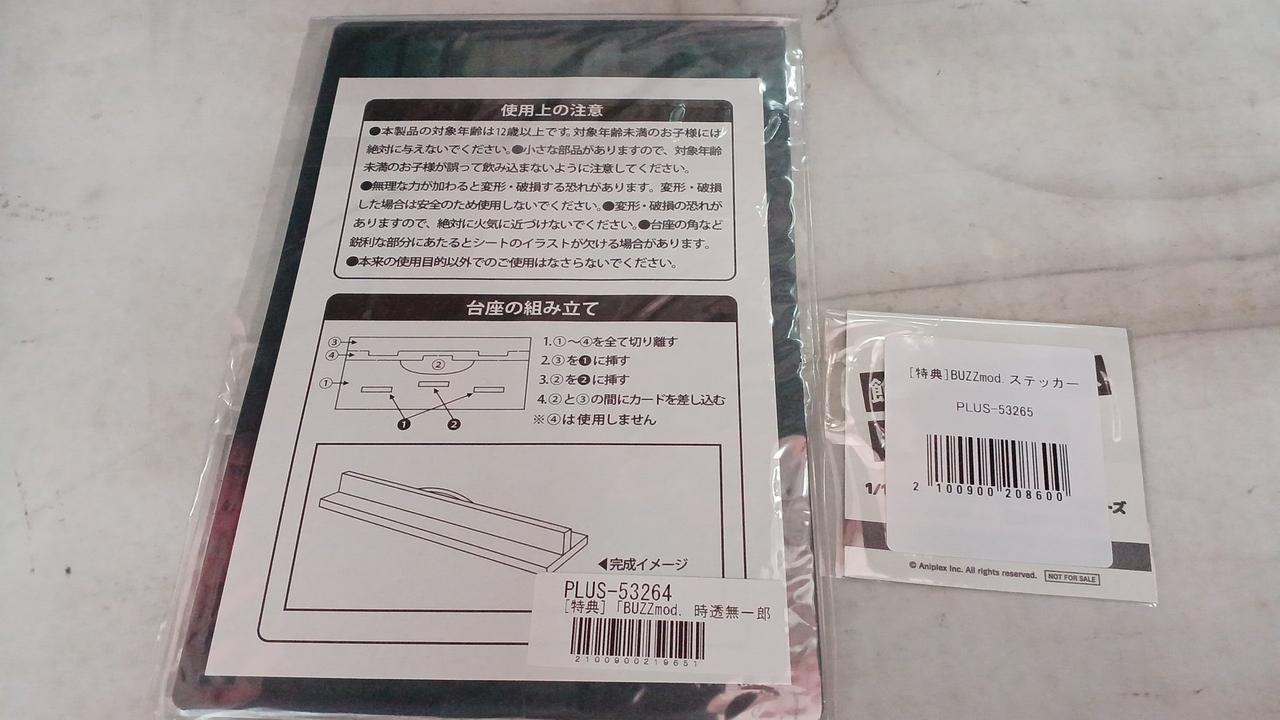 使用上の注意
●本製品の対象年齢は12歳以上です。対象年齢未満のお子様には
絶対に与えないでください。●小さな部品がありますので、対象年齢
未満のお子様が誤って飲み込まないように注意してください。
●無理な力が加わると変形・破損する恐れがあります。変形・破損
した場合は安全のため使用しないでください。●変形・破損の恐れが
ありますので、絶対に火気に近づけないでください。●台座の角など
鋭利な部分にあたるとシートのイラストが欠ける場合があります。
●本来の使用目的以外でのご使用はなさらないでください。
台座の組み立て
③
④
②
①
❶
❷
1.①～④を全て切り離す
2.③を❶に挿す
3.②を❷に挿す
4.②と③の間にカードを差し込む
※④は使用しません
◀完成イメージ
PLUS-53264
[特典]「BUZZmod. 時透無一郎
2100900219651
[特典]BUZZmod.ステッカー
PLUS-53265
2 100900 208600
1/1
ーズ
© Aniplex Inc. All rights reserved.
NOT FOR SALE